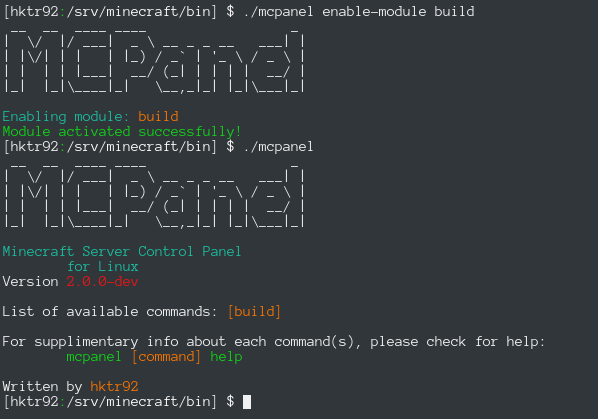 [hktr92:/srv/minecraft/bin] $ ./mcpanel enable-module build
MCPanel
Enabling module: build
Module activated successfully!
[hktr92:/srv/minecraft/bin] $ ./mcpanel
MCPanel
Minecraft Server Control Panel
for Linux
Version 2.0.0-dev
List of available commands: [build]
For supplimentary info about each command(s), please check for help:
mcpanel [command] help
Written by hktr92
[hktr92:/srv/minecraft/bin] $